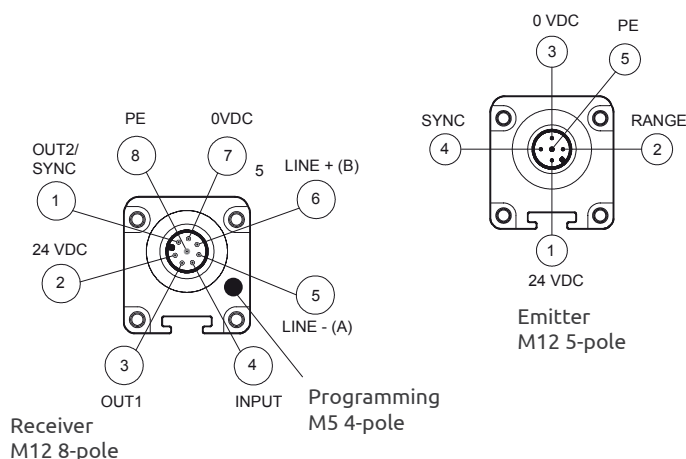 0 VDC
PE
3
5
SYNC
RANGE
4
2
1
24 VDC
Emitter
M12 5-pole
PE
0VDC
OUT2/
SYNC
8
7
5
LINE + (B)
1
6
24 VDC
2
5
LINE - (A)
3
4
OUT1
INPUT
Programming
M5 4-pole
Receiver
M12 8-pole